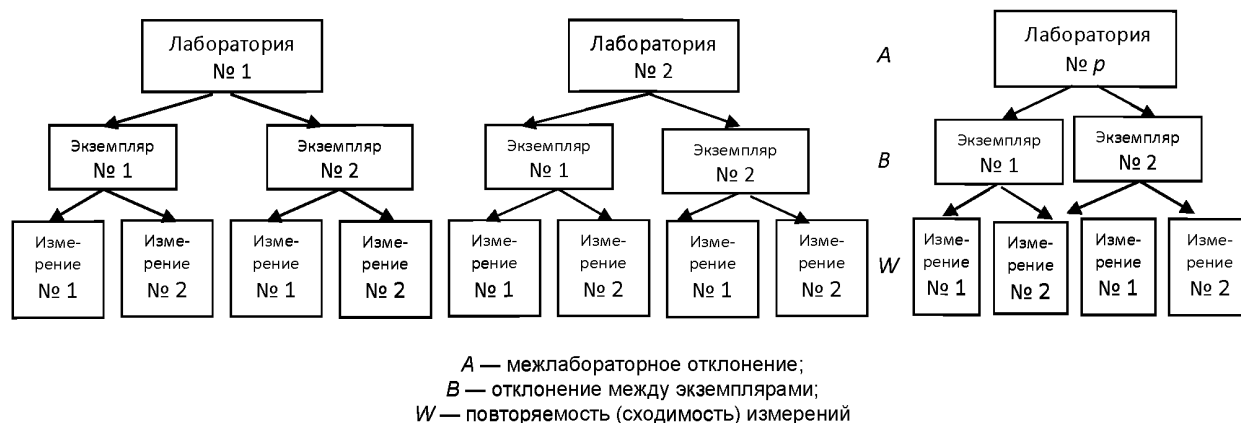 Лаборатория
№ 1
Лаборатория
№ 2
A
Лаборатория
№ p
Экземпляр
№ 1
Экземпляр
№ 2
Экземпляр
№ 1
Экземпляр
№ 2
B
Экземпляр
№ 1
Экземпляр
№ 2
Изме-
рение
№ 1
Изме-
рение
№ 2
Изме-
рение
№ 1
Изме-
рение
№ 2
Изме-
рение
№ 1
Изме-
рение
№ 2
Изме-
рение
№ 1
Изме-
рение
№ 2
W
Изме-
рение
№ 1
Изме-
рение
№ 2
Изме-
рение
№ 1
Изме-
рение
№ 2
A — межлабораторное отклонение;
B — отклонение между экземплярами;
W — повторяемость (сходимость) измерений